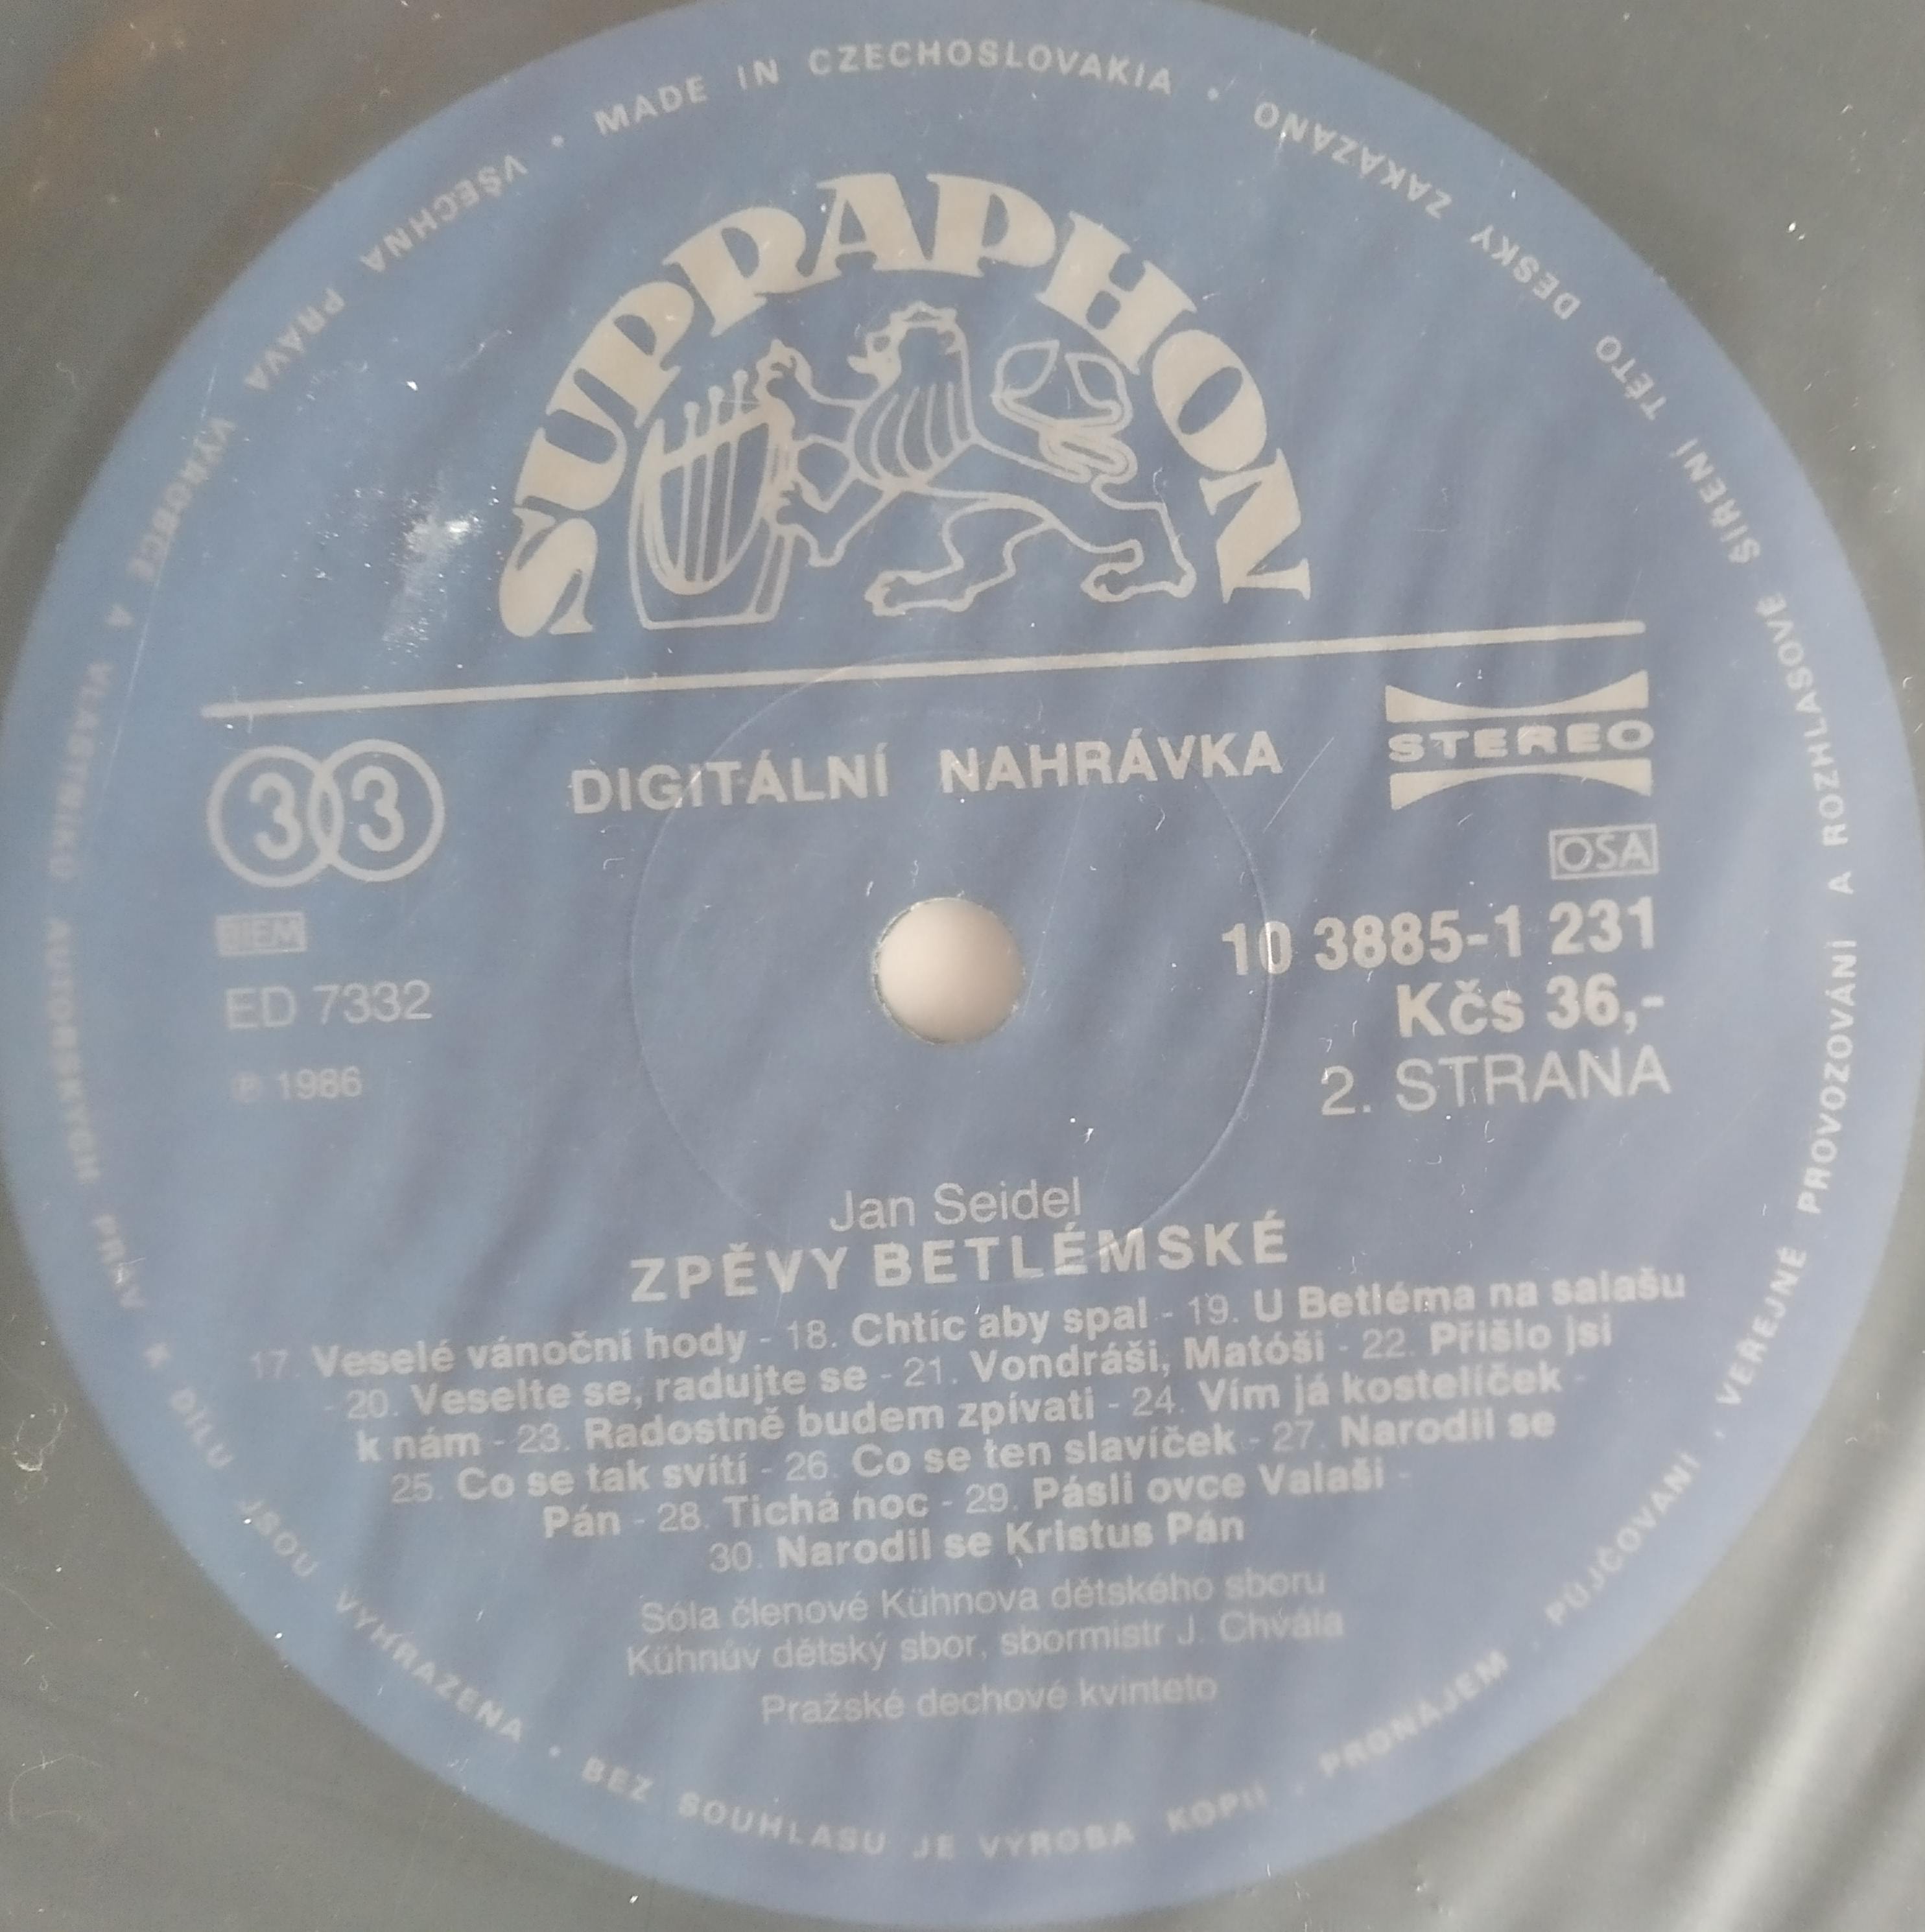 MADE IN CZECHOSLOVAKIA • ZAKÁZÁNO
VŠECHNA PRÁVA VÝROBCE A VLASTNÍKŮ AUTORSKÝCH PRÁV K DÍLU JSOU VYHRAZENA • BEZ SOUHLASU JE VÝROBA KOPIÍ, PRONÁJEM, PŮJČOVÁNÍ, VEŘEJNÉ PROVOZOVÁNÍ A ROZHLASOVÉ ŠÍŘENÍ TÉTO DESKY
SUPRAPHON
33
DIGITÁLNÍ NAHRÁVKA
STEREO
OSA
BIEM
10 3885-1 231
ED 7332
Kčs 36,-
℗ 1986
2. STRANA
Jan Seidel
ZPĚVY BETLÉMSKÉ
17. Veselé vánoční hody - 18. Chtíc aby spal - 19. U Betléma na salašu
- 20. Veselte se, radujte se - 21. Vondráši, Matóši - 22. Přišlo jsi
k nám - 23. Radostně budem zpívati - 24. Vím já kostelíček -
25. Co se tak svítí - 26. Co se ten slavíček - 27. Narodil se
Pán - 28. Tichá noc - 29. Pásli ovce Valaši -
30. Narodil se Kristus Pán
Sóla členové Kühnova dětského sboru
Kühnův dětský sbor, sbormistr J. Chvála
Pražské dechové kvinteto